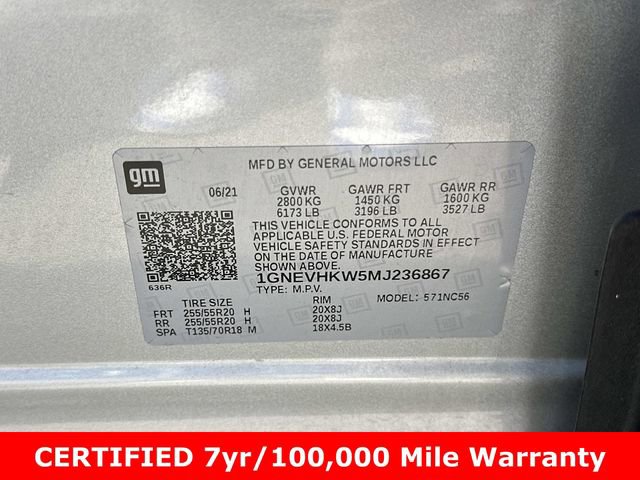 gm
MFD BY GENERAL MOTORS LLC
06/21 GVWR GAWR FRT GAWR RR
2800 KG 1450 KG 1600 KG
6173 LB 3196 LB 3527 LB
THIS VEHICLE CONFORMS TO ALL
APPLICABLE U.S. FEDERAL MOTOR
VEHICLE SAFETY STANDARDS IN EFFECT
ON THE DATE OF MANUFACTURE
SHOWN ABOVE.
1GNEVHKW5MJ236867
636R
TYPE: M.P.V. MODEL: 571NC56
TIRE SIZE RIM
FRT 255/55R20 H 20X8J
RR 255/55R20 H 20X8J
SPA T135/70R18 M 18X4.5B
CERTIFIED 7yr/100,000 Mile Warranty